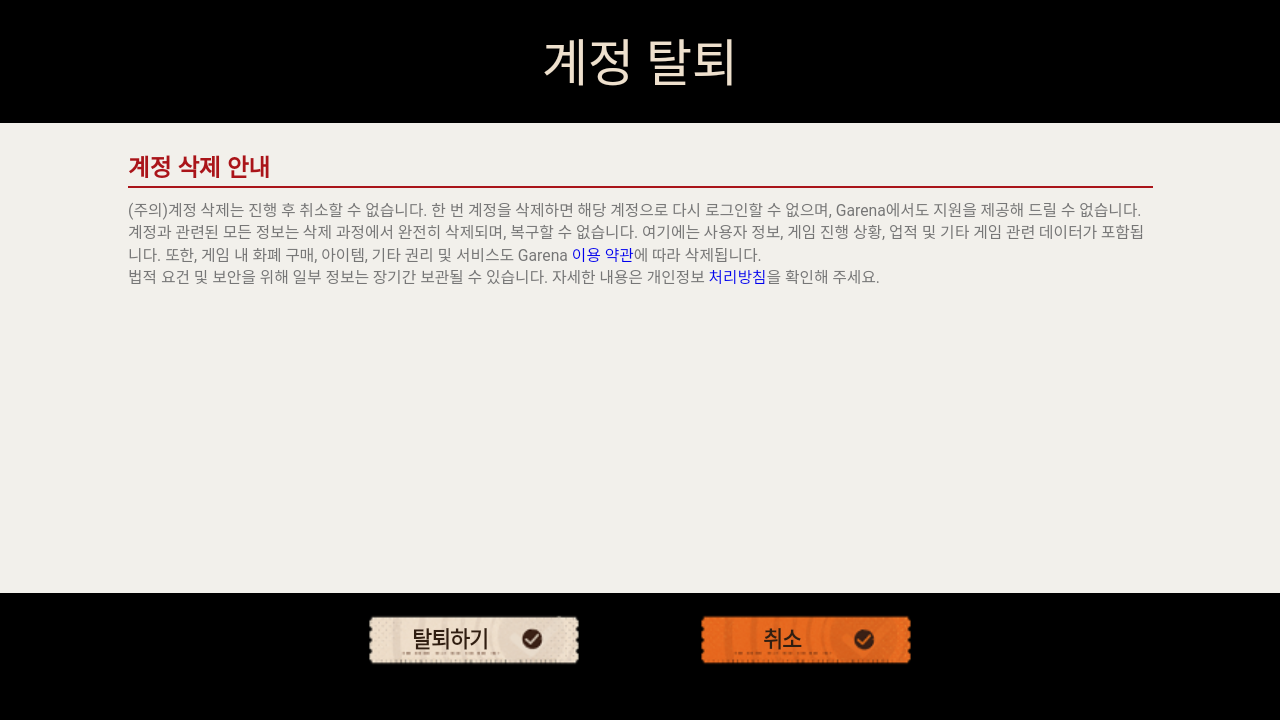 계정 탈퇴
계정 삭제 안내
(주의)계정 삭제는 진행 후 취소할 수 없습니다. 한 번 계정을 삭제하면 해당 계정으로 다시 로그인할 수 없으며, Garena에서도 지원을 제공해 드릴 수 없습니다.
계정과 관련된 모든 정보는 삭제 과정에서 완전히 삭제되며, 복구할 수 없습니다. 여기에는 사용자 정보, 게임 진행 상황, 업적 및 기타 게임 관련 데이터가 포함됩
니다. 또한, 게임 내 화폐 구매, 아이템, 기타 권리 및 서비스도 Garena 이용 약관에 따라 삭제됩니다.
법적 요건 및 보안을 위해 일부 정보는 장기간 보관될 수 있습니다. 자세한 내용은 개인정보 처리방침을 확인해 주세요.
탈퇴하기
취소